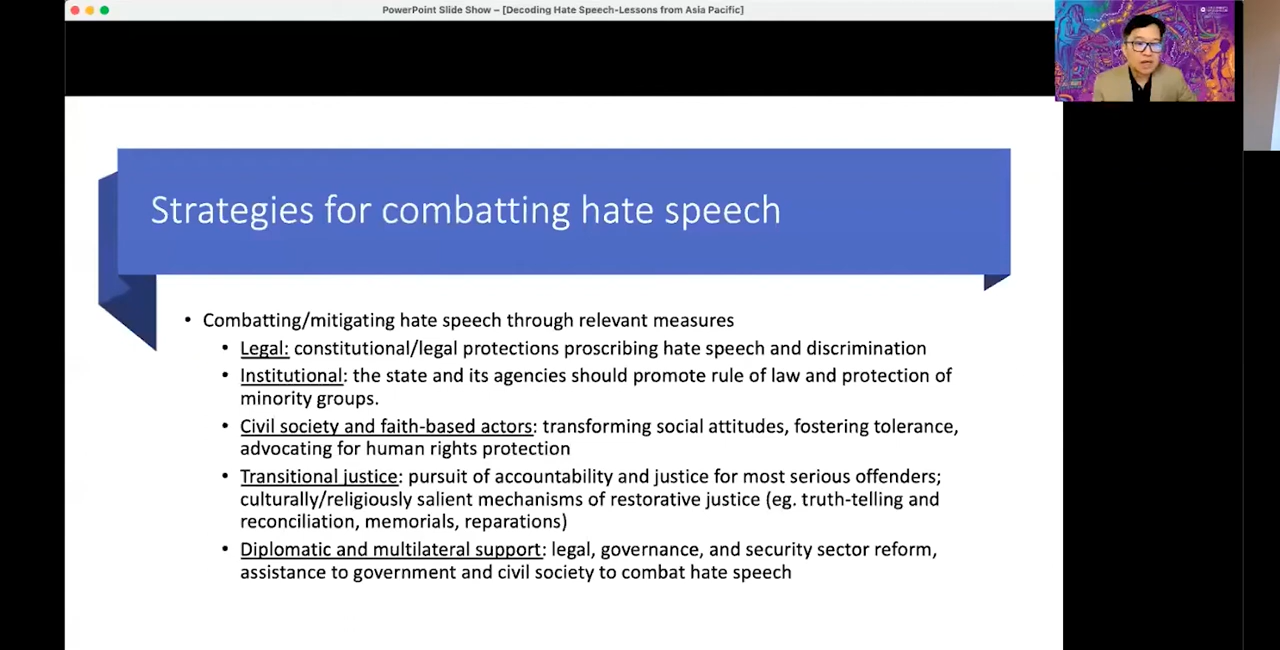 PowerPoint Slide Show – [Decoding Hate Speech-Lessons from Asia Pacific]
Strategies for combatting hate speech
• Combatting/mitigating hate speech through relevant measures
• Legal: constitutional/legal protections proscribing hate speech and discrimination
• Institutional: the state and its agencies should promote rule of law and protection of
minority groups.
• Civil society and faith-based actors: transforming social attitudes, fostering tolerance,
advocating for human rights protection
• Transitional justice: pursuit of accountability and justice for most serious offenders;
culturally/religiously salient mechanisms of restorative justice (eg. truth-telling and
reconciliation, memorials, reparations)
• Diplomatic and multilateral support: legal, governance, and security sector reform,
assistance to government and civil society to combat hate speech